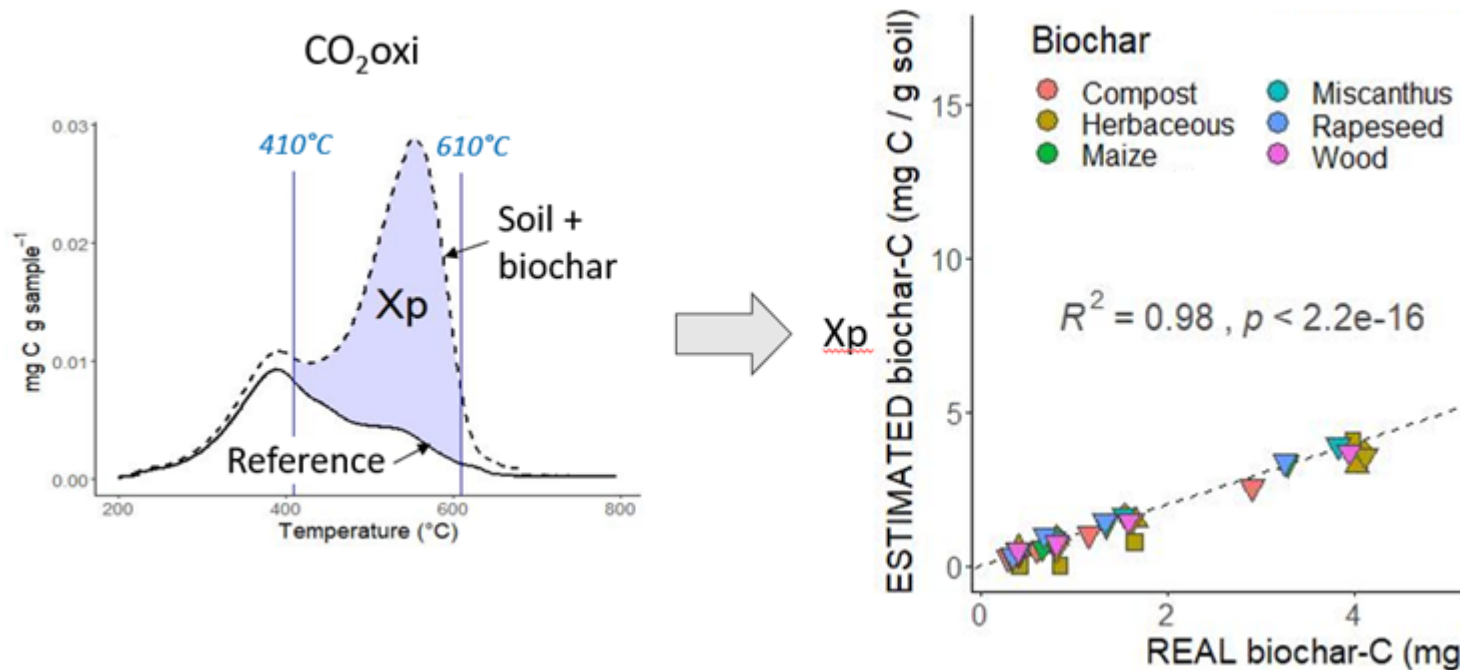 CO₂oxi
0.03
0.02
0.01
0.00
mg C g sample⁻¹
410°C
610°C
Soil +
biochar
Xp
Reference
200
400
600
800
Temperature (°C)
Xp
ESTIMATED biochar-C (mg C / g soil)
Biochar
Compost
Herbaceous
Maize
Miscanthus
Rapeseed
Wood
15
10
5
0
R² = 0.98 , p < 2.2e-16
0
2
4
REAL biochar-C (mg